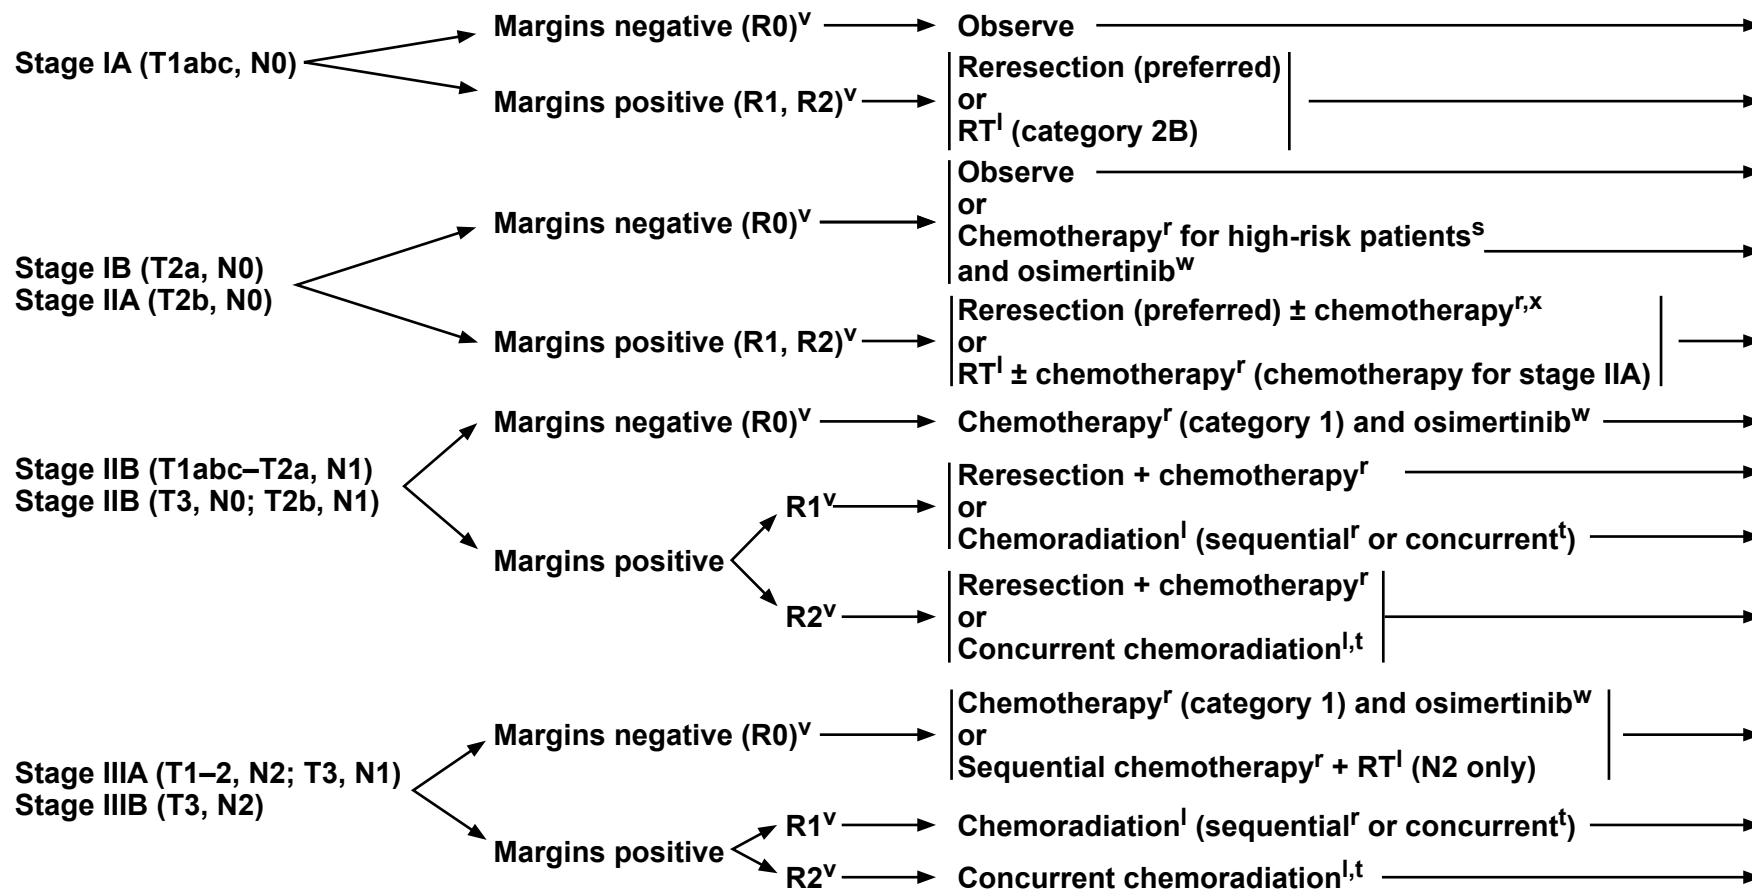 Stage IA (T1abc, N0)
Margins negative (R0)ᵛ
Observe
Margins positive (R1, R2)ᵛ
Reresection (preferred)
or
RTˡ (category 2B)
Stage IB (T2a, N0)
Stage IIA (T2b, N0)
Margins negative (R0)ᵛ
Observe
or
Chemotherapyʳ for high-risk patientsˢ
and osimertinibʷ
Margins positive (R1, R2)ᵛ
Reresection (preferred) ± chemotherapyʳ,ˣ
or
RTˡ ± chemotherapyʳ (chemotherapy for stage IIA)
Stage IIB (T1abc–T2a, N1)
Stage IIB (T3, N0; T2b, N1)
Margins negative (R0)ᵛ
Chemotherapyʳ (category 1) and osimertinibʷ
Margins positive
R1ᵛ
Reresection + chemotherapyʳ
or
Chemoradiationˡ (sequentialʳ or concurrentᵗ)
R2ᵛ
Reresection + chemotherapyʳ
or
Concurrent chemoradiationˡ,ᵗ
Stage IIIA (T1–2, N2; T3, N1)
Stage IIIB (T3, N2)
Margins negative (R0)ᵛ
Chemotherapyʳ (category 1) and osimertinibʷ
or
Sequential chemotherapyʳ + RTˡ (N2 only)
Margins positive
R1ᵛ
Chemoradiationˡ (sequentialʳ or concurrentᵗ)
R2ᵛ
Concurrent chemoradiationˡ,ᵗ